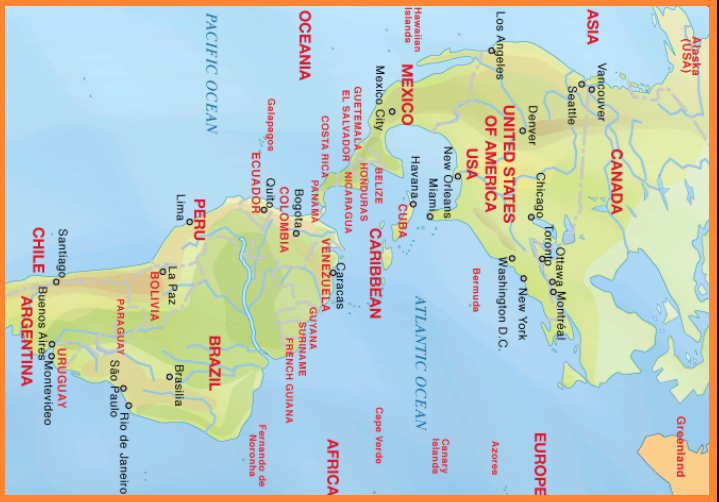 Alaska
(USA)
Greenland
CANADA
ASIA
Vancouver
Seattle
Ottawa
Montréal
Toronto
EUROPE
Chicago
Denver
UNITED STATES
OF AMERICA
USA
New York
Washington D.C.
Los Angeles
Azores
Bermuda
New Orleans
Miami
Canary
Islands
Hawaiian
Islands
Havana
ATLANTIC OCEAN
MEXICO
CUBA
Mexico City
BELIZE
CARIBBEAN
Cape Verde
HONDURAS
GUETEMALA
EL SALVADOR
NICARAGUA
COSTA RICA
PANAMA
Caracas
VENEZUELA
AFRICA
OCEANIA
GUYANA
SURINAME
FRENCH GUIANA
Bogota
COLOMBIA
Galapagos
Quito
ECUADOR
Fernando de
Noronha
PACIFIC OCEAN
BRAZIL
PERU
Lima
Brasilia
La Paz
BOLIVIA
Rio de Janeiro
São Paulo
PARAGUAY
Santiago
URUGUAY
Montevideo
Buenos Aires
CHILE
ARGENTINA